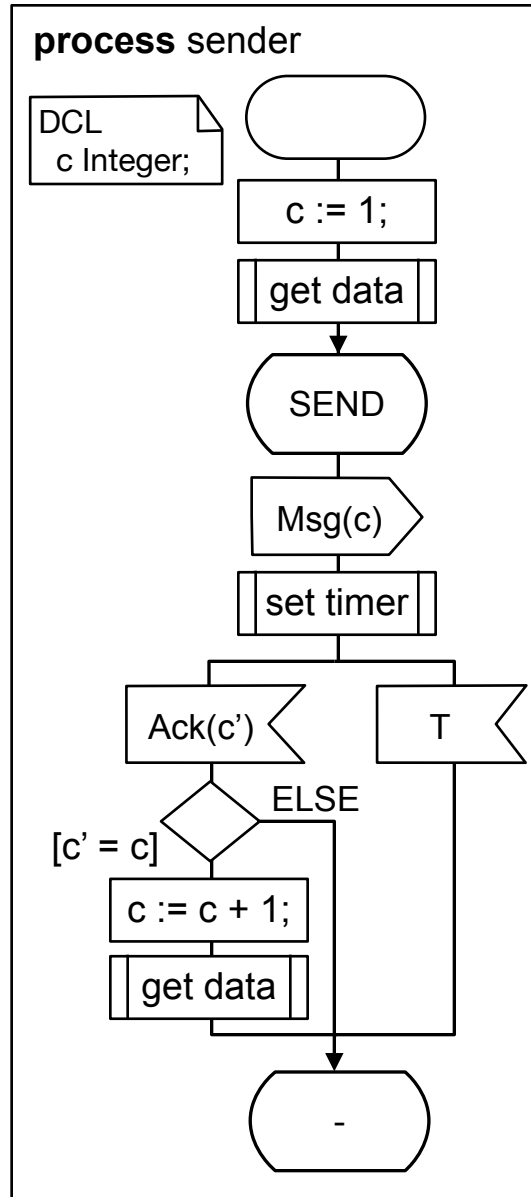 process sender
DCL
c Integer;
c := 1;
get data
SEND
Msg(c)
set timer
Ack(c’)
T
ELSE
[c’ = c]
c := c + 1;
get data
-